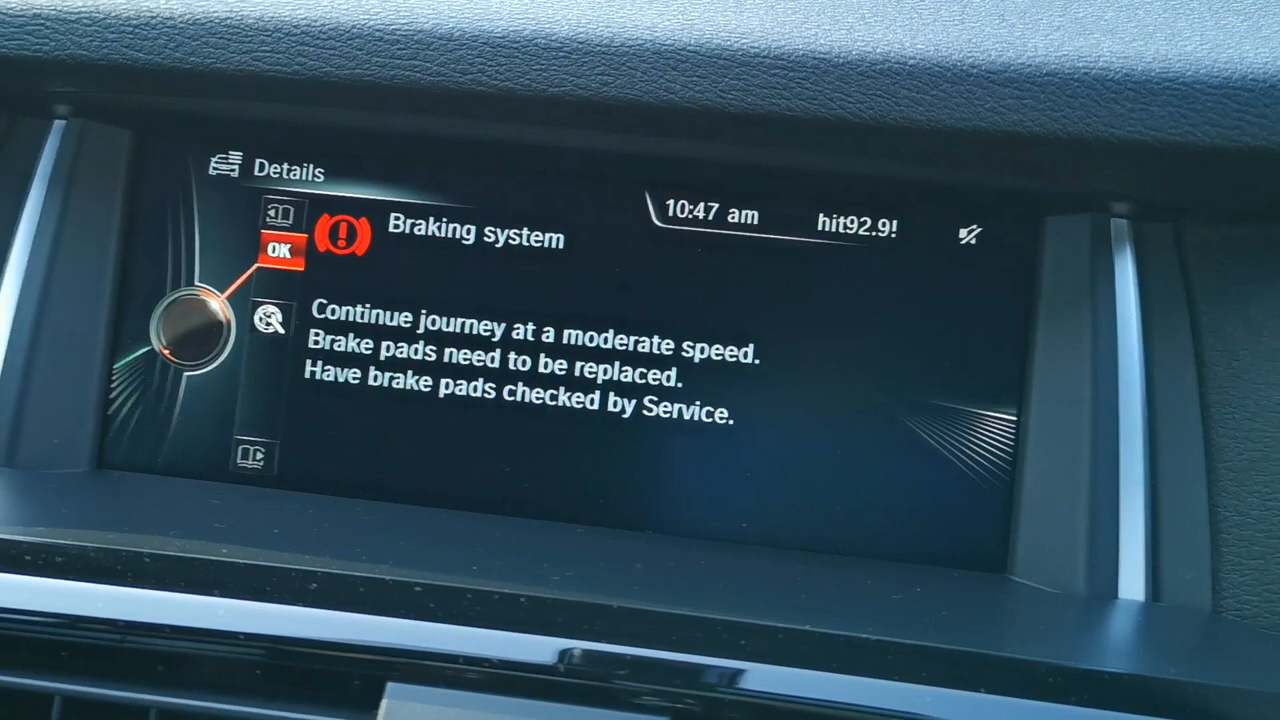 Details
10:47 am
hit92.9!
OK
Braking system
Continue journey at a moderate speed.
Brake pads need to be replaced.
Have brake pads checked by Service.